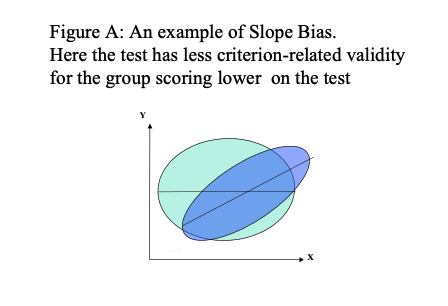 Figure A: An example of Slope Bias.
Here the test has less criterion-related validity
for the group scoring lower on the test
Y
X